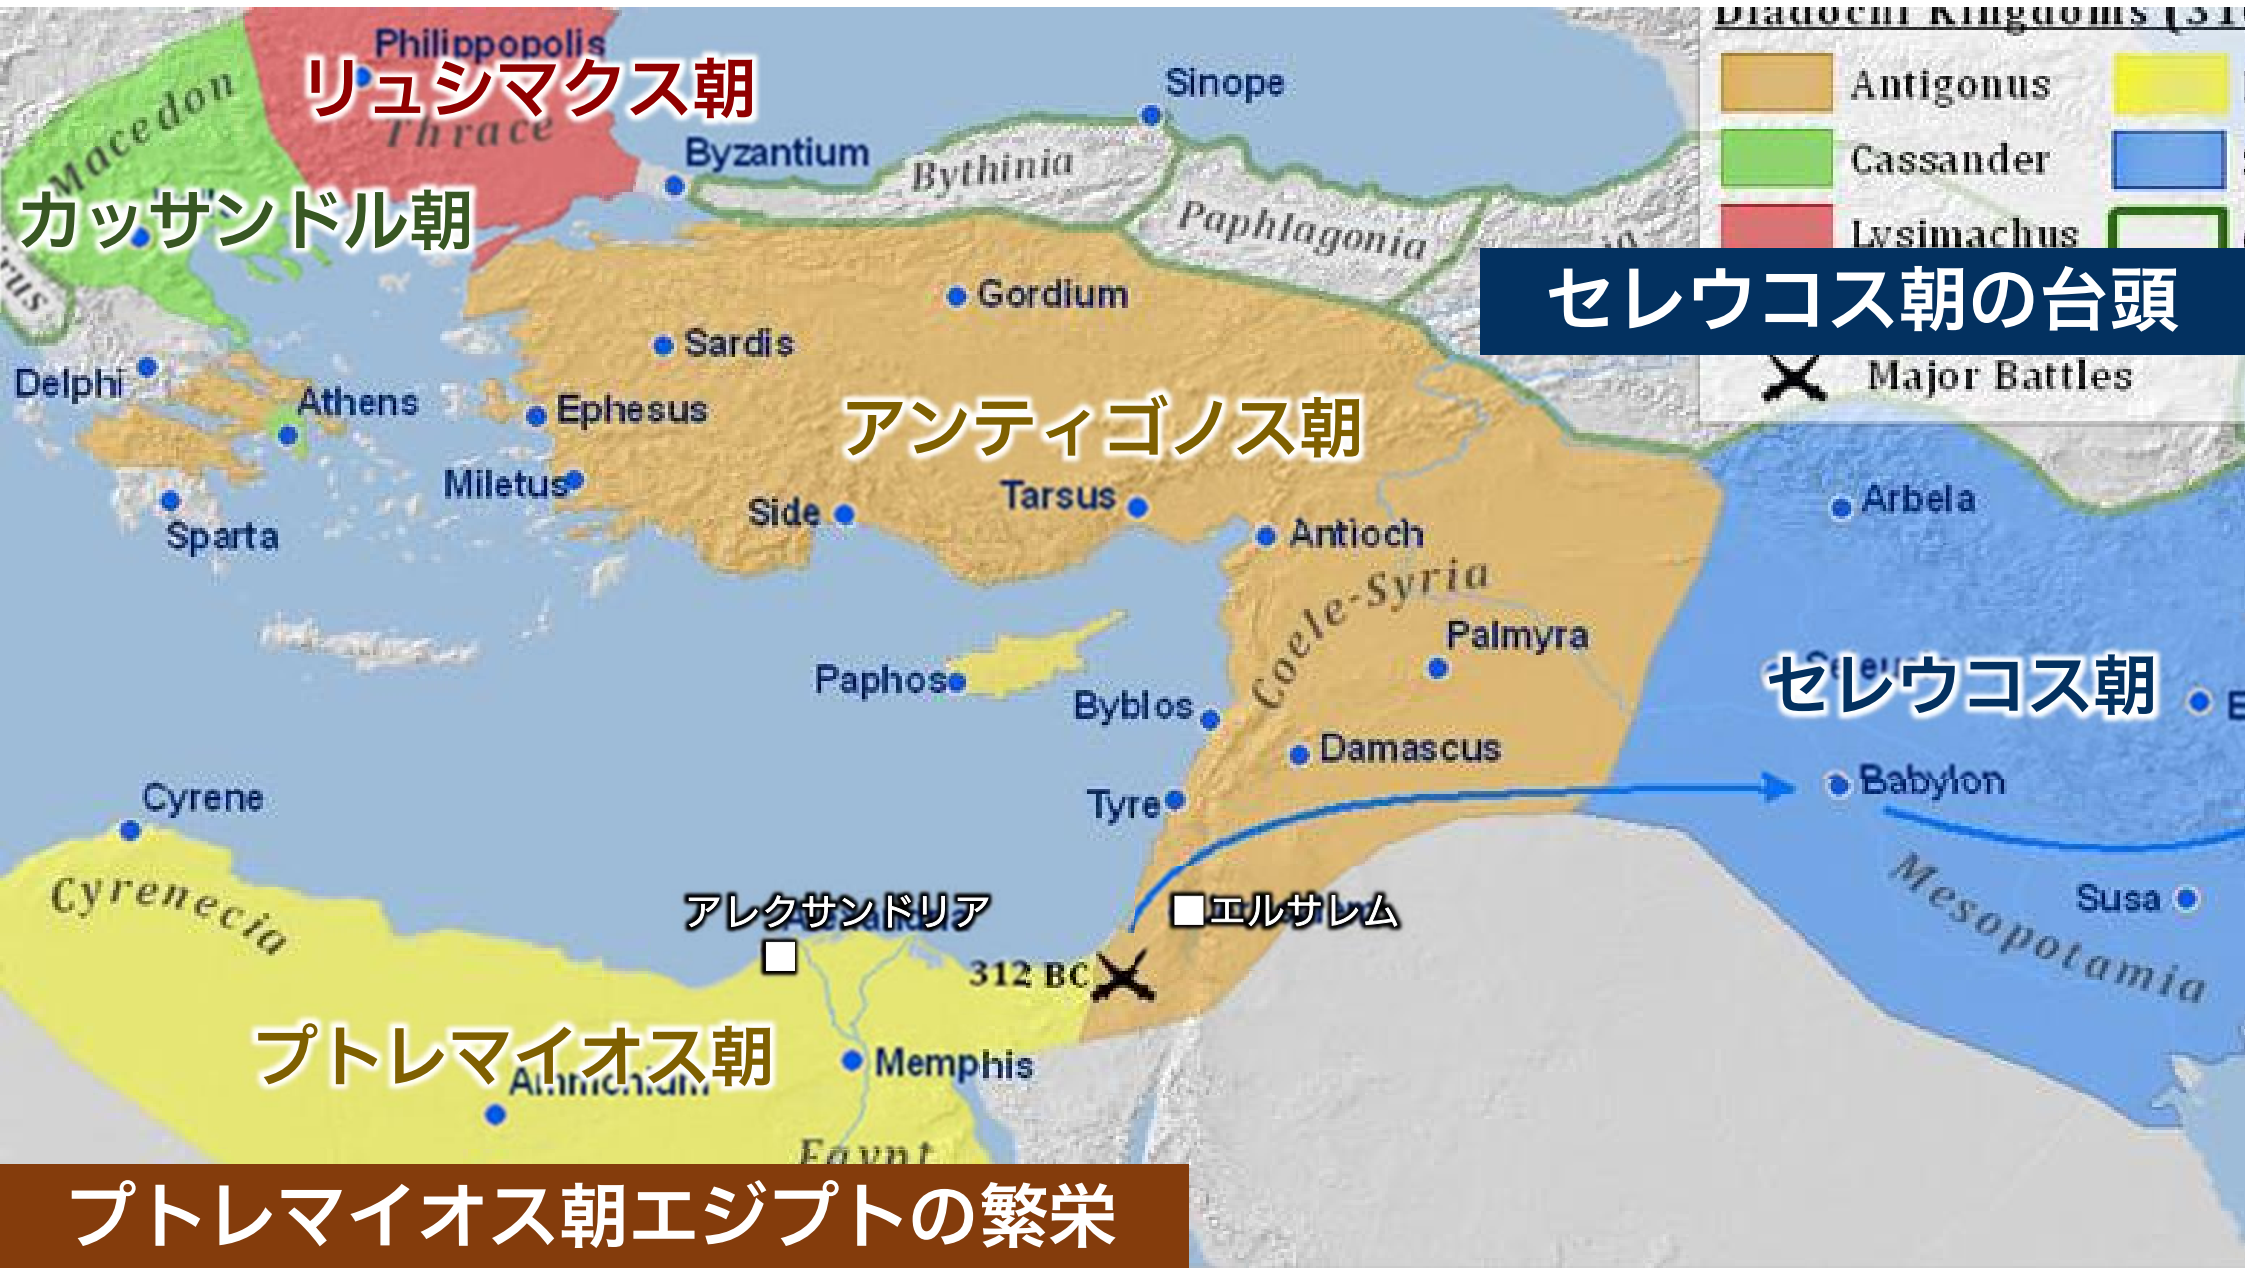 Diadochi Kingdoms (31
Antigonus
Cassander
Lysimachus
Major Battles
セレウコス朝の台頭
Philippopolis
リュシマクス朝
Thrace
Macedon
カッサンドル朝
Sinope
Byzantium
Bythinia
Paphlagonia
Gordium
Sardis
Delphi
Athens
Ephesus
アンティゴノス朝
Miletus
Side
Tarsus
Antioch
Arbela
Sparta
Coele-Syria
Palmyra
Paphos
Byblos
セレウコス朝
Damascus
Babylon
Tyre
Cyrene
Cyrenecia
Mesopotamia
Susa
アレクサンドリア
エルサレム
312 BC
プトレマイオス朝
Ammonium
Memphis
Egypt
プトレマイオス朝エジプトの繁栄